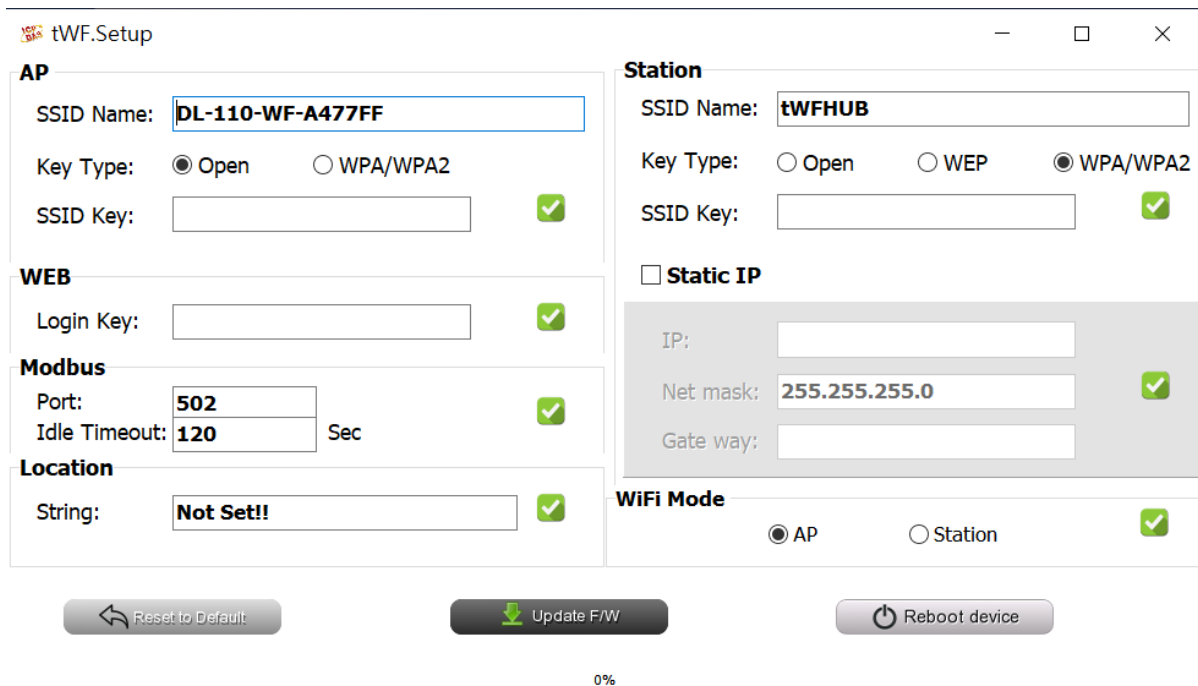 tWF.Setup
AP
SSID Name: DL-110-WF-A477FF
Key Type: Open WPA/WPA2
SSID Key:
WEB
Login Key:
Modbus
Port: 502
Idle Timeout: 120 Sec
Location
String: Not Set!!
Station
SSID Name: tWFHUB
Key Type: Open WEP WPA/WPA2
SSID Key:
Static IP
IP:
Net mask: 255.255.255.0
Gate way:
WiFi Mode
AP Station
Reset to Default Update F/W Reboot device
0%